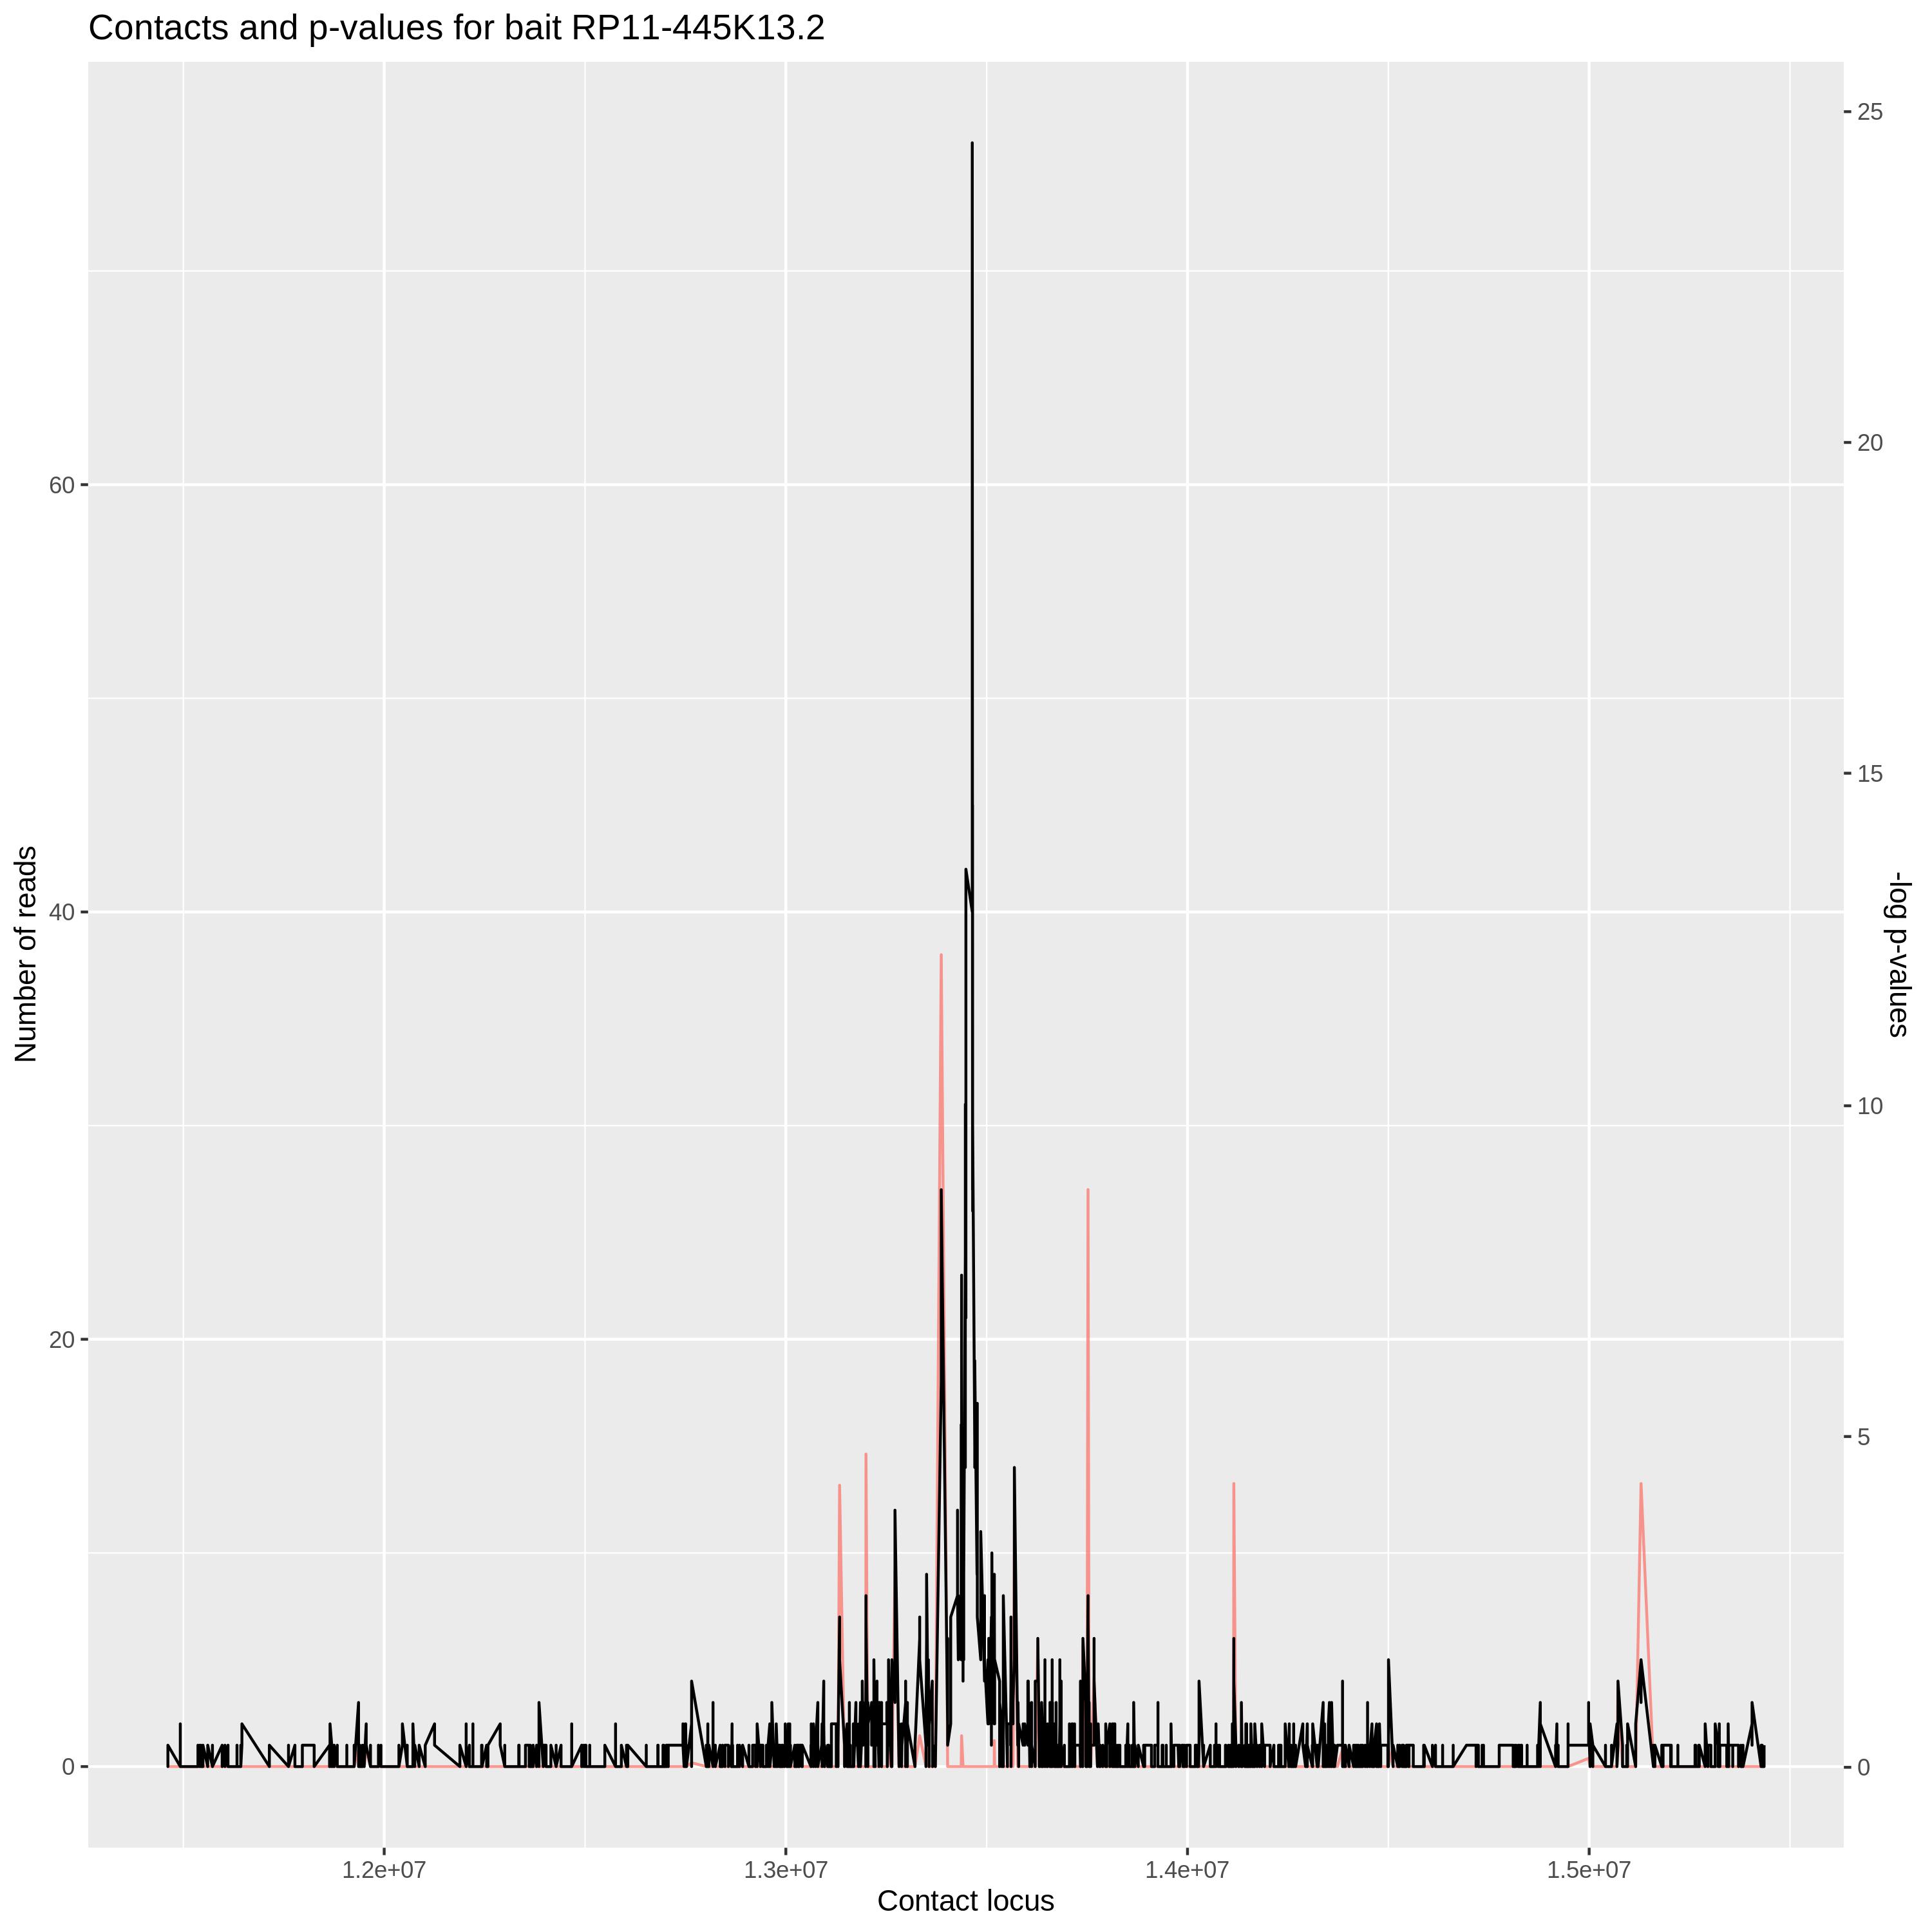 Contacts and p-values for bait RP11-445K13.2
25
20
60
15
Number of reads
40
-log p-values
10
20
5
0
0
1.2e+07
1.3e+07
1.4e+07
1.5e+07
Contact locus